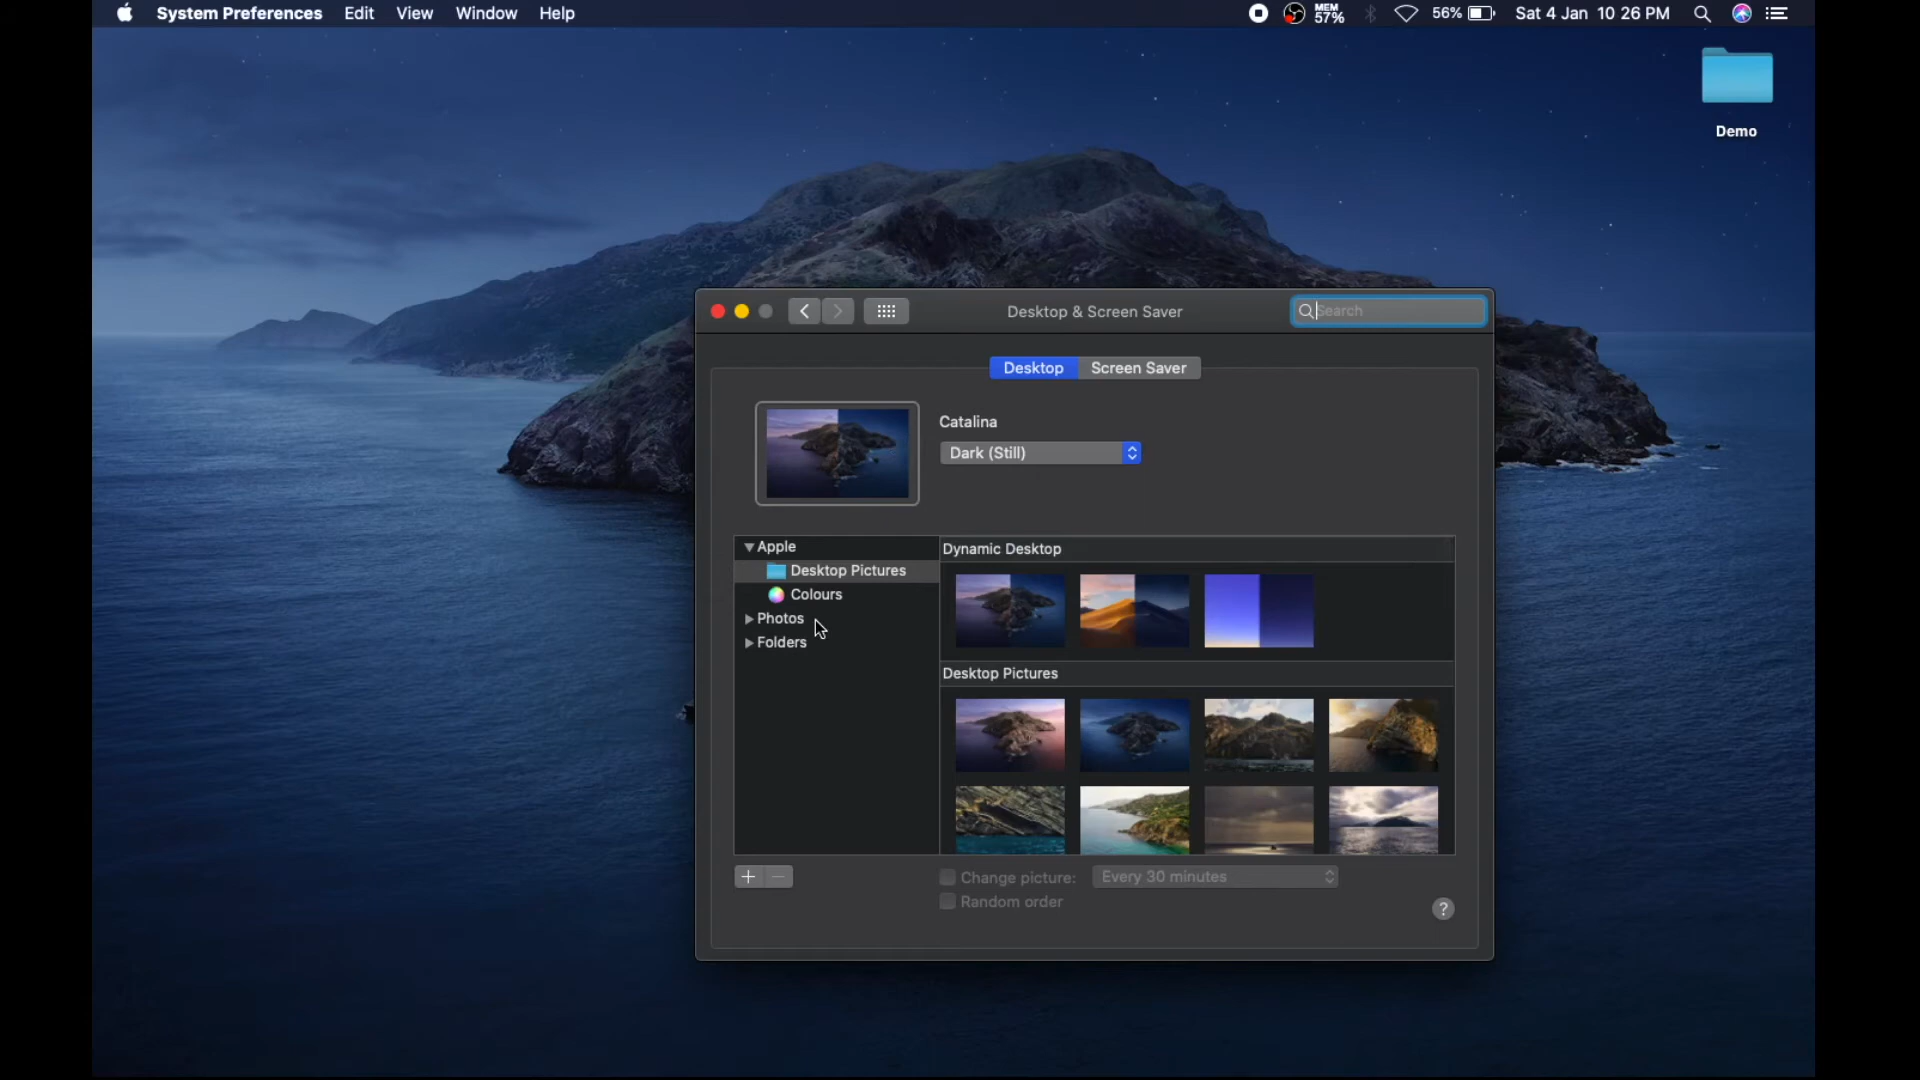 System Preferences Edit View Window Help
MEM
57%
56%
Sat 4 Jan 10 26 PM
Demo
Desktop & Screen Saver
Search
Desktop Screen Saver
Catalina
Dark (Still)
Apple
Desktop Pictures
Colours
Photos
Folders
Dynamic Desktop
Desktop Pictures
+ −
Change picture: Every 30 minutes
Random order
?